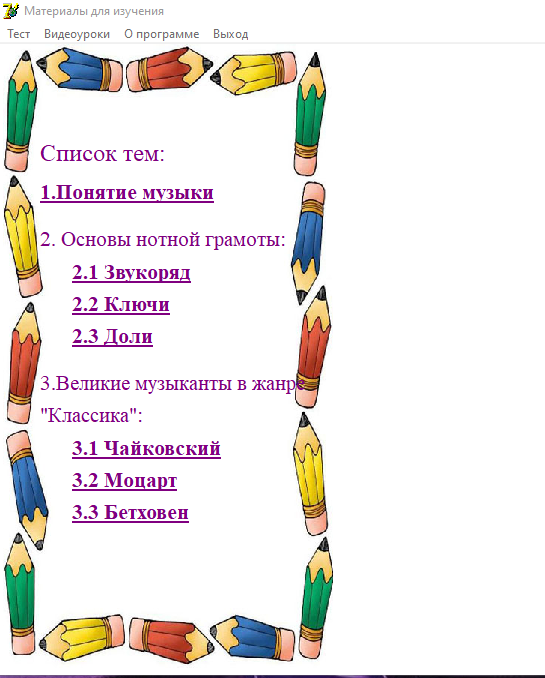 Материалы для изучения
Тест Видеоуроки О программе Выход
Список тем:
1.Понятие музыки
2. Основы нотной грамоты:
2.1 Звукоряд
2.2 Ключи
2.3 Доли
3.Великие музыканты в жанре
"Классика":
3.1 Чайковский
3.2 Моцарт
3.3 Бетховен